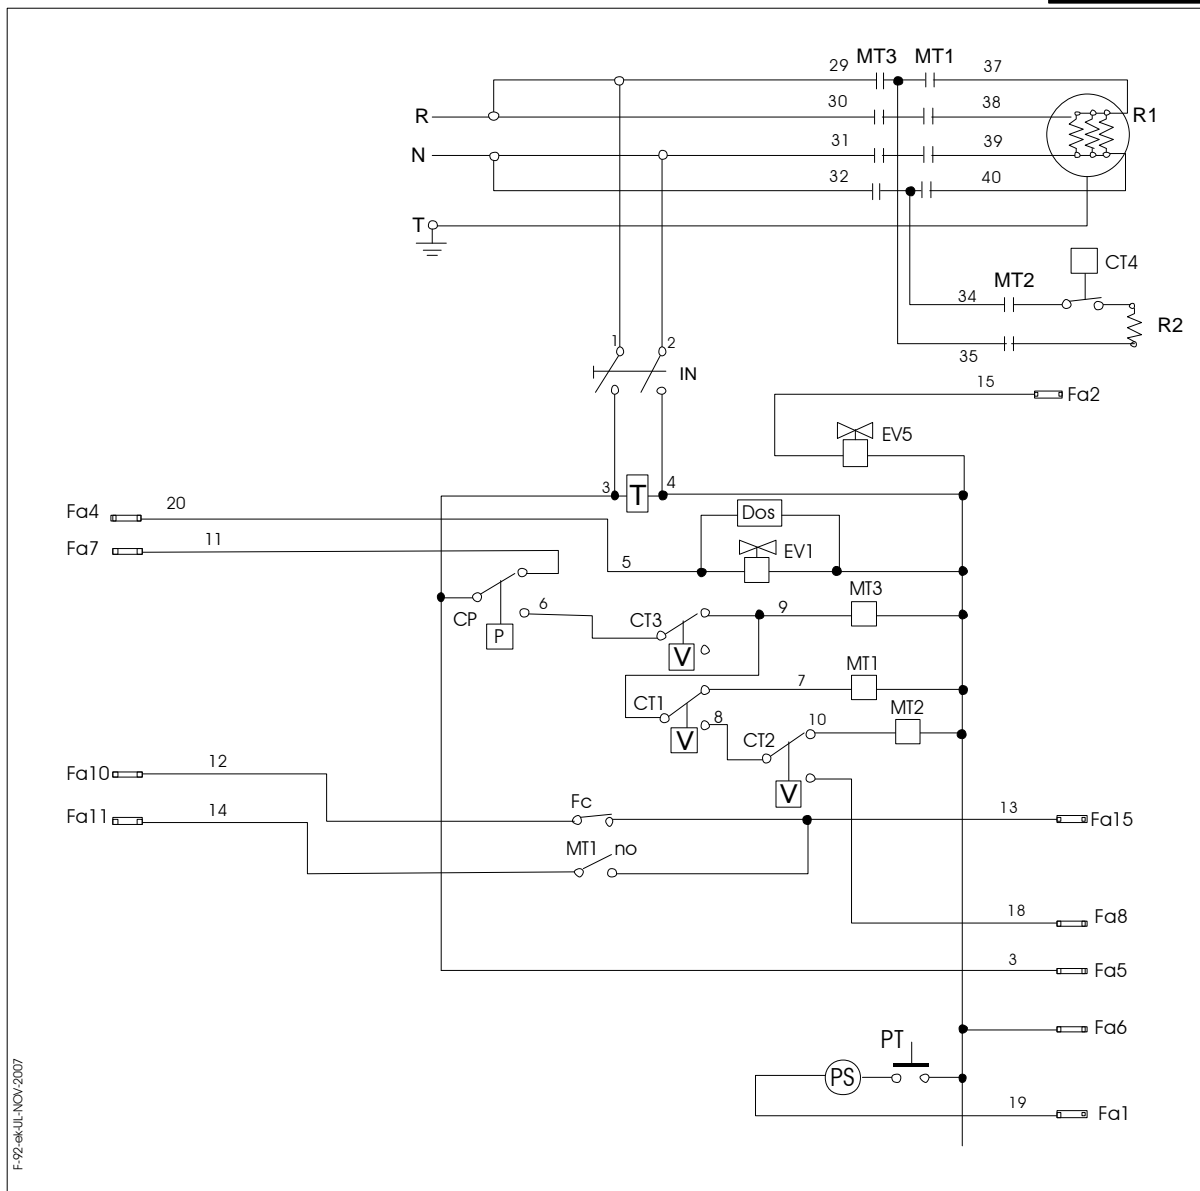 MT3 MT1
29 37
30 38
R R1
31 39
N
32 40
T
CT4
MT2
34
R2
35
1 2
IN
15
Fa2
EV5
3 T 4
Fa4 20
Dos
Fa7 11
EV1
5
MT3
6 9
CP CT3
P
V
MT1
7
CT1
MT2
8 10
V CT2
12
Fa10
V
Fc
14 13
Fa11 Fa15
MT1 no
18
Fa8
3
Fa5
Fa6
PT
PS
19
Fa1
F-92-ek-UL-NOV-2007